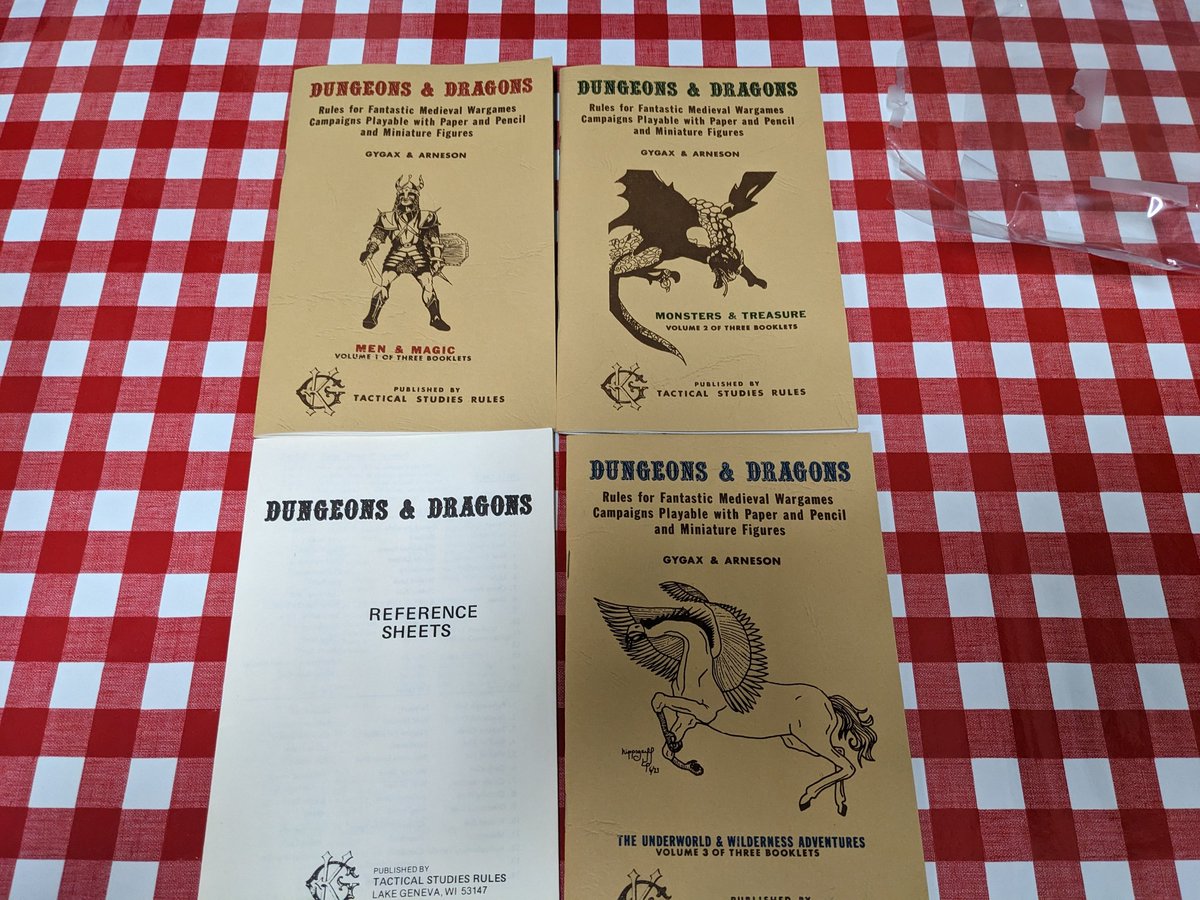 DUNGEONS & DRAGONS
Rules for Fantastic Medieval Wargames
Campaigns Playable with Paper and Pencil
and Miniature Figures
GYGAX & ARNESON
MEN & MAGIC
VOLUME 1 OF THREE BOOKLETS
PUBLISHED BY
TACTICAL STUDIES RULES
DUNGEONS & DRAGONS
Rules for Fantastic Medieval Wargames
Campaigns Playable with Paper and Pencil
and Miniature Figures
GYGAX & ARNESON
MONSTERS & TREASURE
VOLUME 2 OF THREE BOOKLETS
PUBLISHED BY
TACTICAL STUDIES RULES
DUNGEONS & DRAGONS
REFERENCE
SHEETS
PUBLISHED BY
TACTICAL STUDIES RULES
LAKE GENEVA, WI 53147
DUNGEONS & DRAGONS
Rules for Fantastic Medieval Wargames
Campaigns Playable with Paper and Pencil
and Miniature Figures
GYGAX & ARNESON
hippogriff
THE UNDERWORLD & WILDERNESS ADVENTURES
VOLUME 3 OF THREE BOOKLETS
PUBLISHED BY